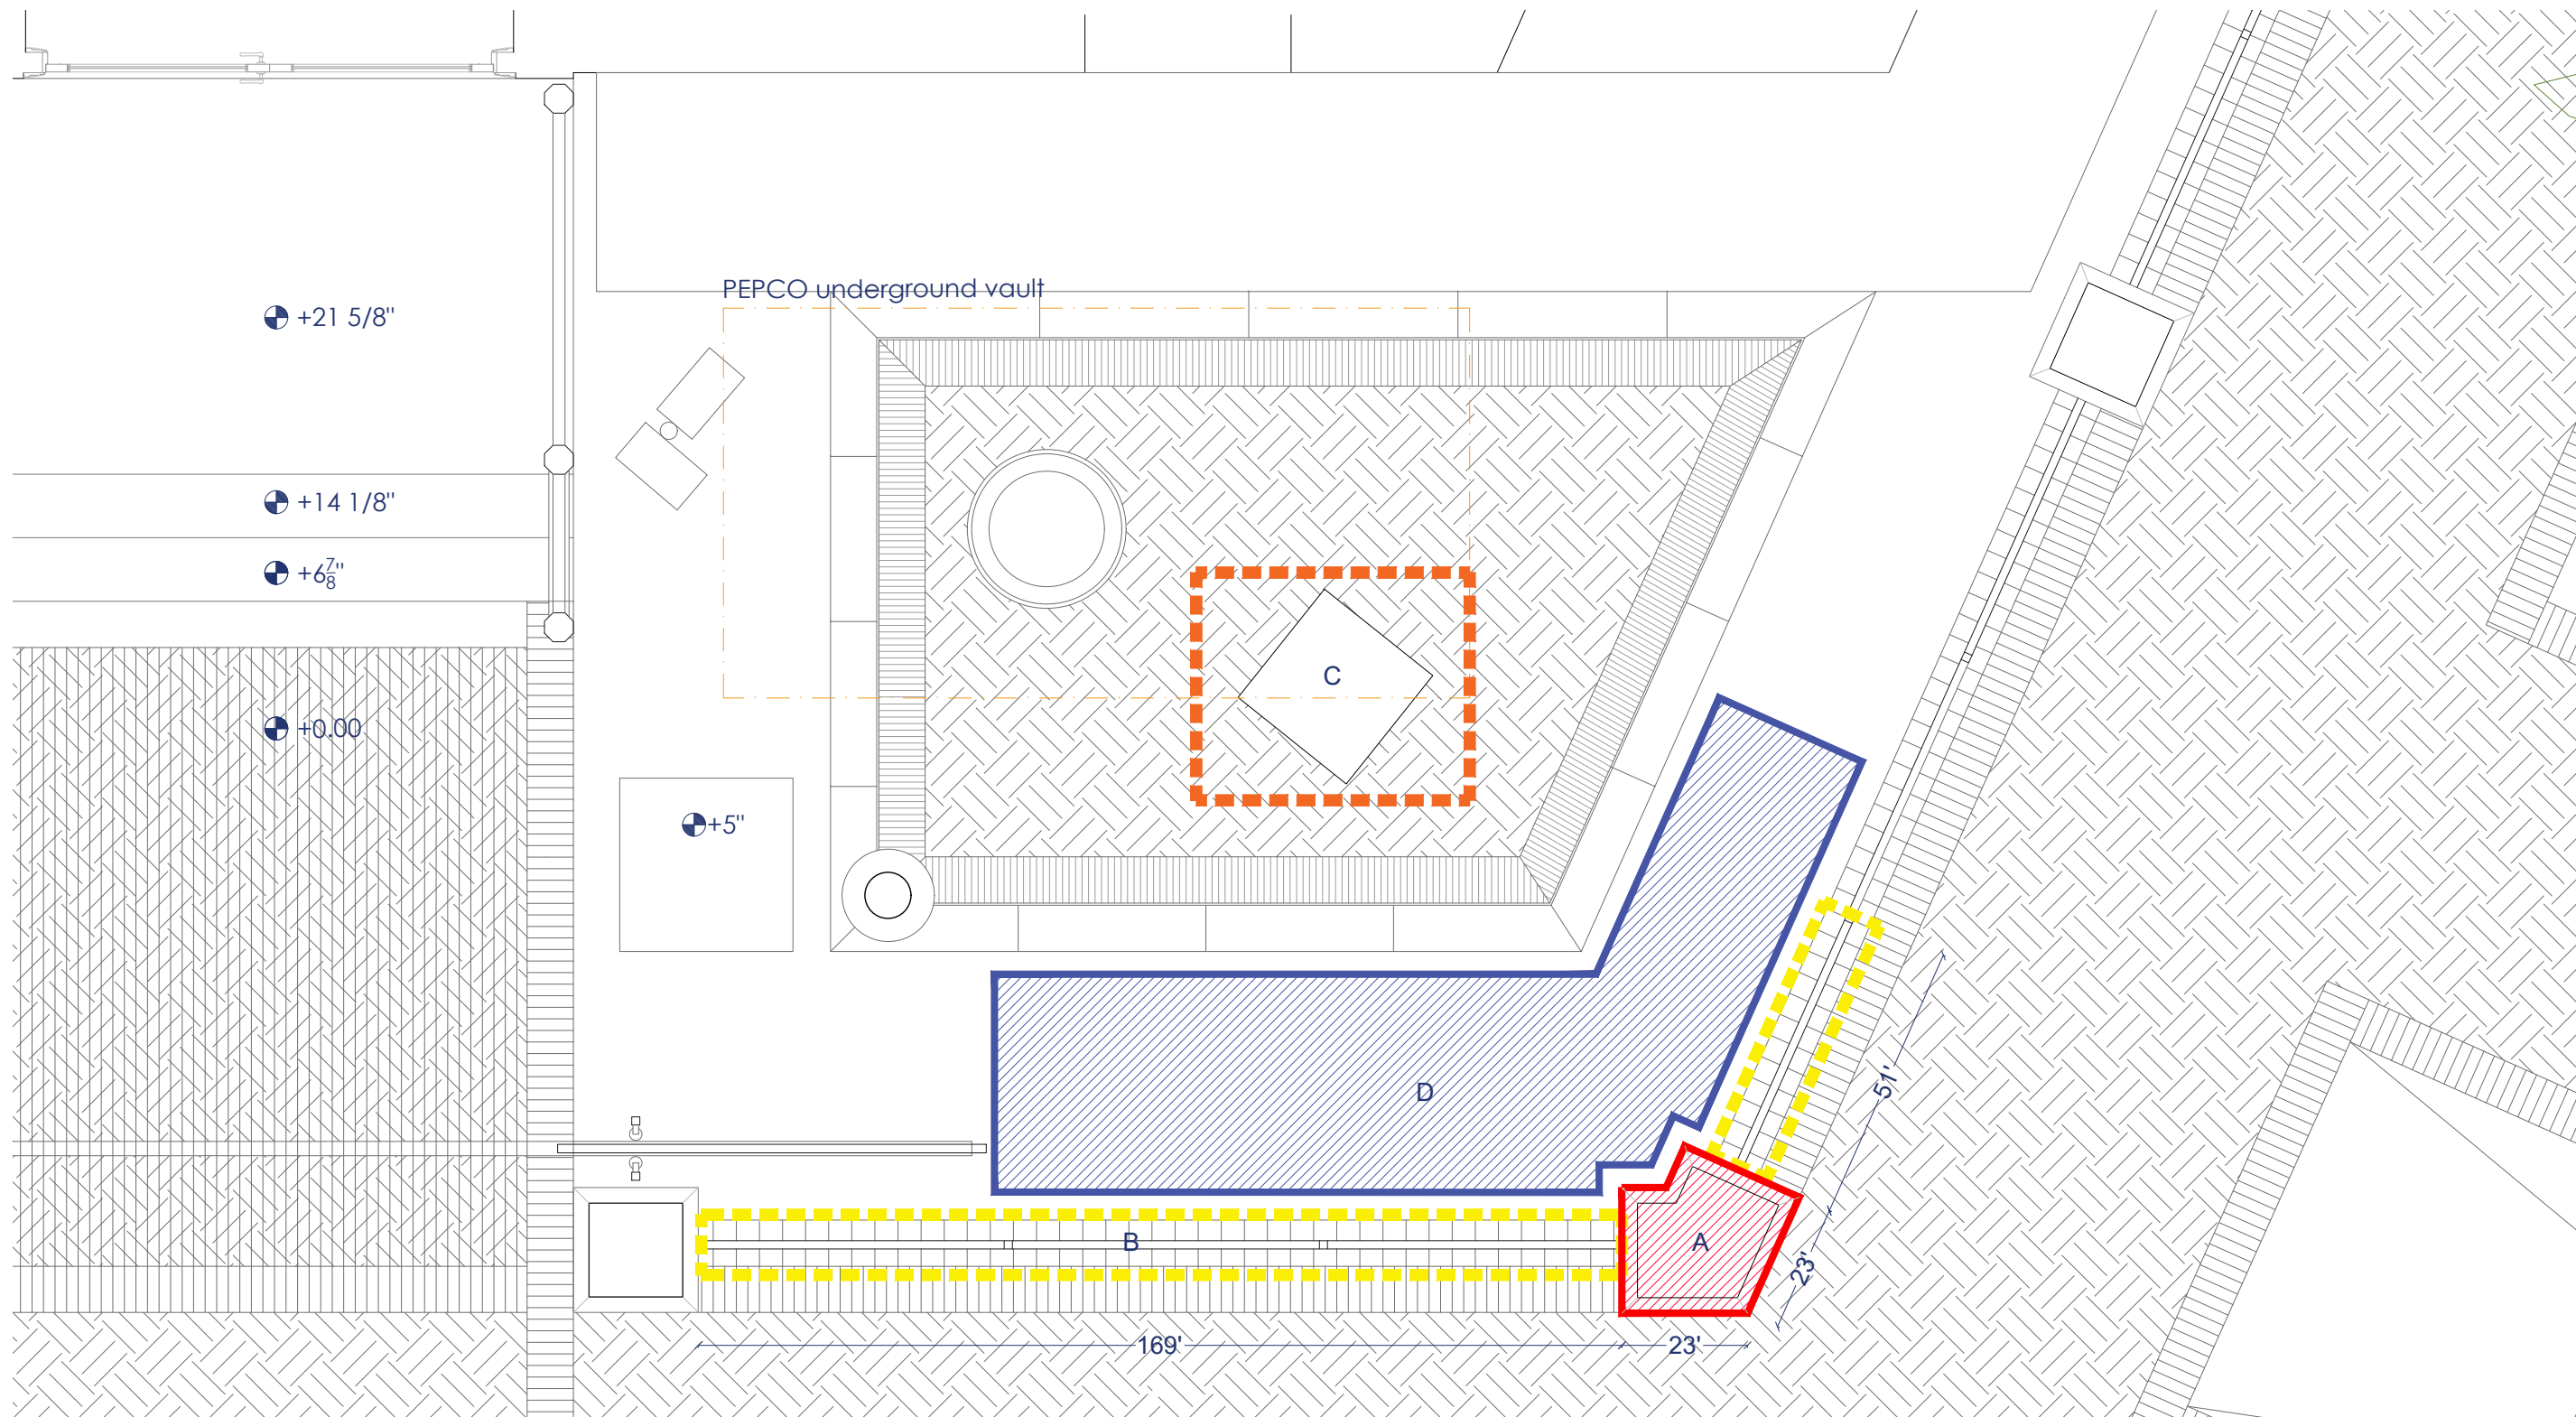 PEPCO underground vault
+21 5/8"
+14 1/8"
+6 7/8"
C
+0.00
+5"
D
51'
B
A
23'
169'
23'